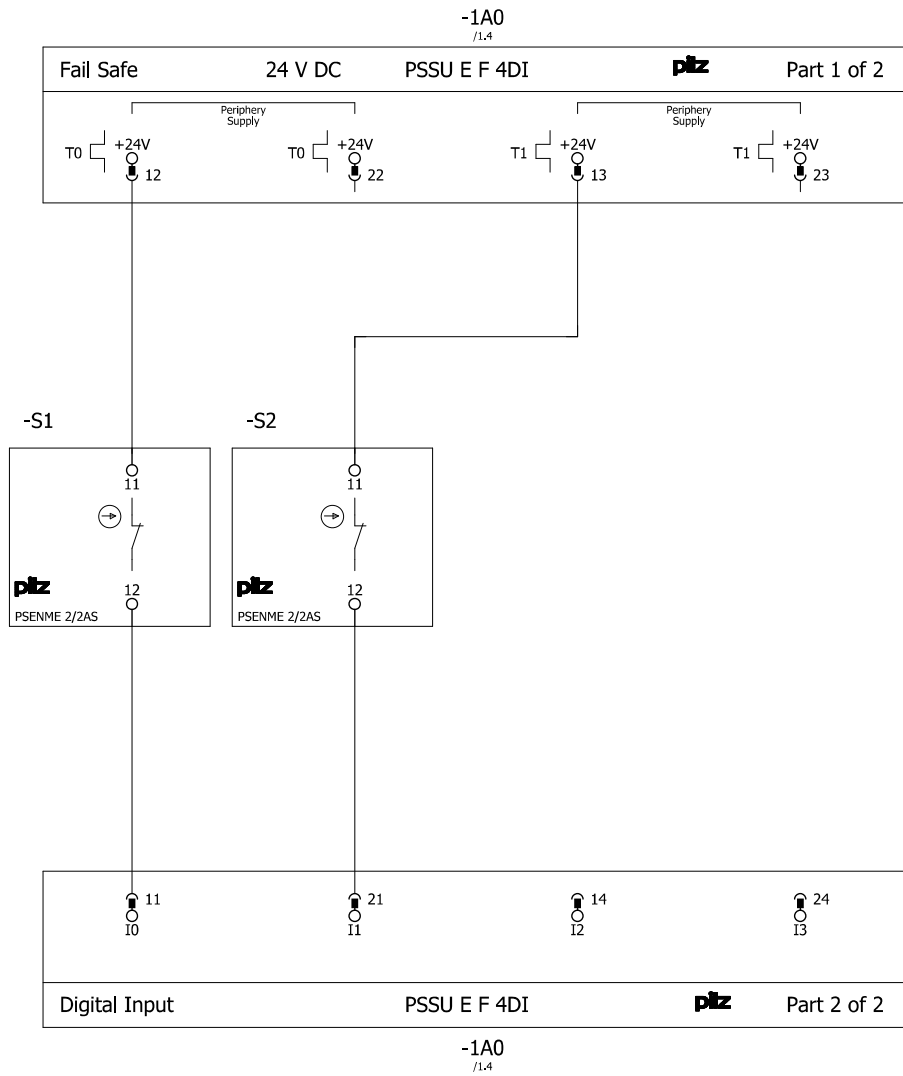 -1A0
/1.4
Fail Safe 24 V DC PSSU E F 4DI pilz Part 1 of 2
Periphery Supply Periphery Supply
T0 +24V T0 +24V T1 +24V T1 +24V
12 22 13 23
-S1 -S2
11 11
12 12
pilz pilz
PSENME 2/2AS PSENME 2/2AS
11 21 14 24
I0 I1 I2 I3
Digital Input PSSU E F 4DI pilz Part 2 of 2
-1A0
/1.4